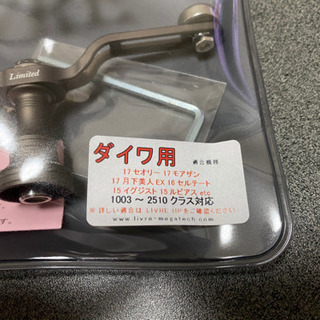 Limited
ダイワ用
適合機種
17 セオリー 17 モアザン
17 月下美人 EX 16 セルテート
15 イグジスト 15 ルビアス etc
1003 ～ 2510 クラス対応
※ 詳しい適合は LIVRE HPをご確認ください
www.livre-megatech.com
す。